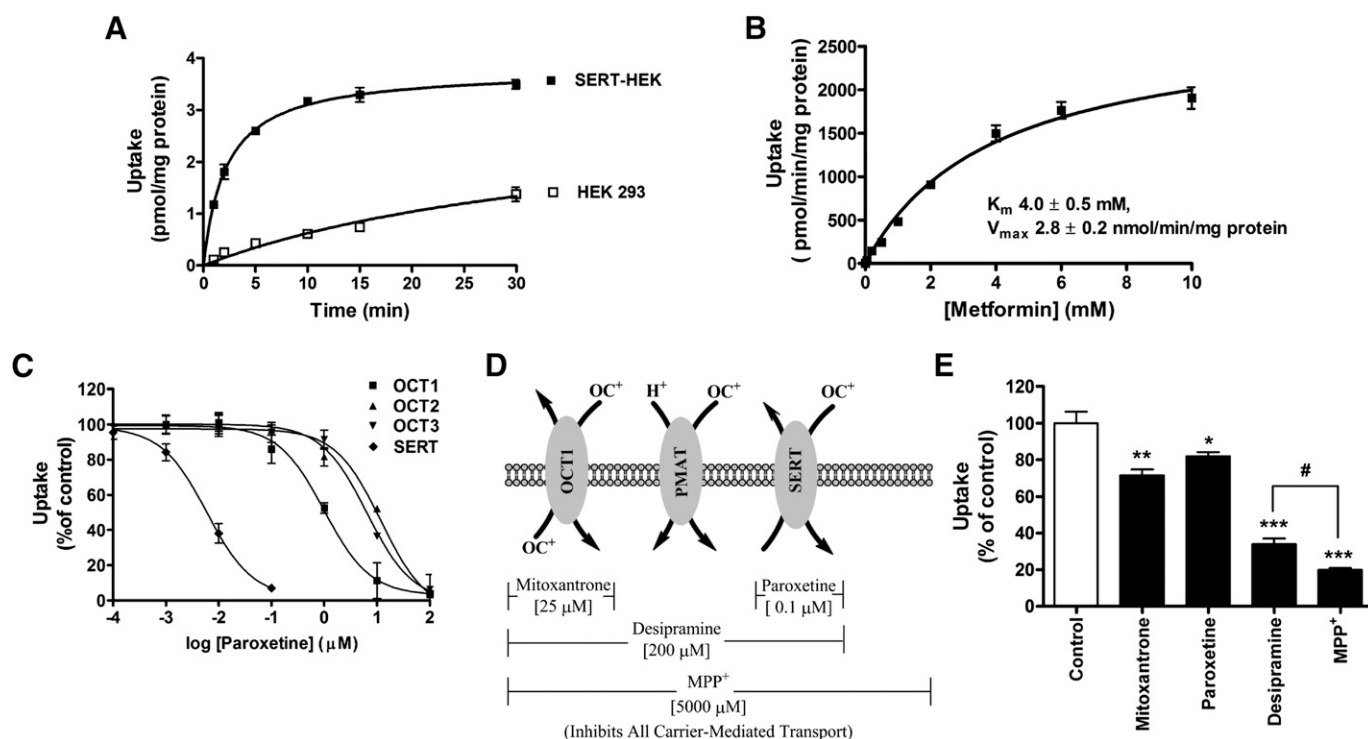 A
Uptake
(pmol/mg protein)
4
3
2
1
0
0 5 10 15 20 25 30
Time (min)
SERT-HEK
HEK 293
B
Uptake
( pmol/min/mg protein)
2500
2000
1500
1000
500
0
0 2 4 6 8 10
[Metformin] (mM)
Km 4.0 ± 0.5 mM,
Vmax 2.8 ± 0.2 nmol/min/mg protein
C
Uptake
(%of control)
120
100
80
60
40
20
0
-4 -3 -2 -1 0 1 2
log [Paroxetine] (μM)
OCT1
OCT2
OCT3
SERT
D
OC+ H+ OC+ OC+
OCT1 PMAT SERT
OC+
Mitoxantrone
[25 μM]
Paroxetine
[ 0.1 μM]
Desipramine
[200 μM]
MPP+
[5000 μM]
(Inhibits All Carrier-Mediated Transport)
E
Uptake
(% of control)
120
100
80
60
40
20
0
**
*
***
#
***
Control
Mitoxantrone
Paroxetine
Desipramine
MPP+